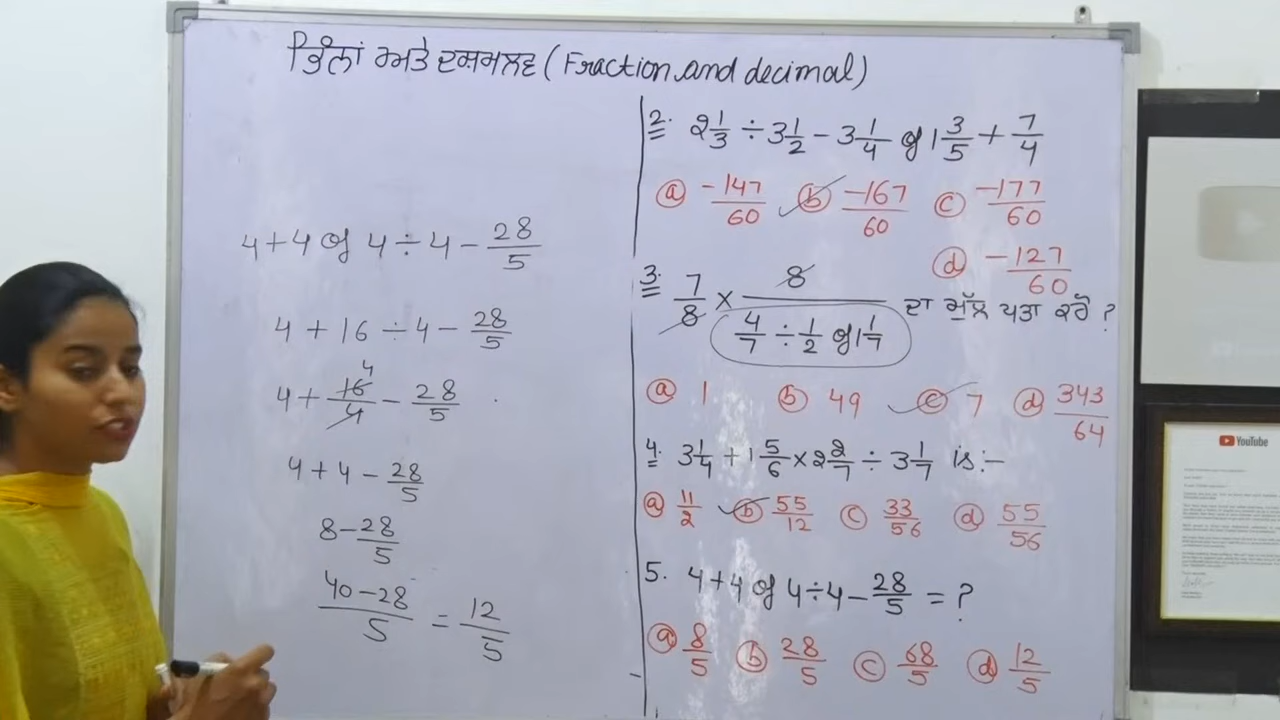 ਭਿੰਨਾਂ ਅਤੇ ਦਸ਼ਮਲਵ (Fraction and decimal)
4+4 of 4 ÷ 4 - 28/5
4 + 16 ÷ 4 - 28/5
4 + 16/4 - 28/5
4
4 + 4 - 28/5
8 - 28/5
40-28/5 = 12/5
2. 2 1/3 ÷ 3 1/2 - 3 1/4 of 1 3/5 + 7/4
(a) -147/60 (b) -167/60 (c) -177/60
(d) -127/60
3. 7/8 × 8/(4/7 ÷ 1/2 of 1 1/7) ਦਾ ਮੁੱਲ ਪਤਾ ਕਰੋ ?
(a) 1 (b) 49 (c) 7 (d) 343/64
4. 3 1/4 + 1 5/6 × 2 2/7 ÷ 3 1/7 is:-
(a) 11/2 (b) 55/12 (c) 33/56 (d) 55/56
5. 4+4 of 4÷4 - 28/5 = ?
(a) 8/5 (b) 28/5 (c) 68/5 (d) 12/5
YouTube